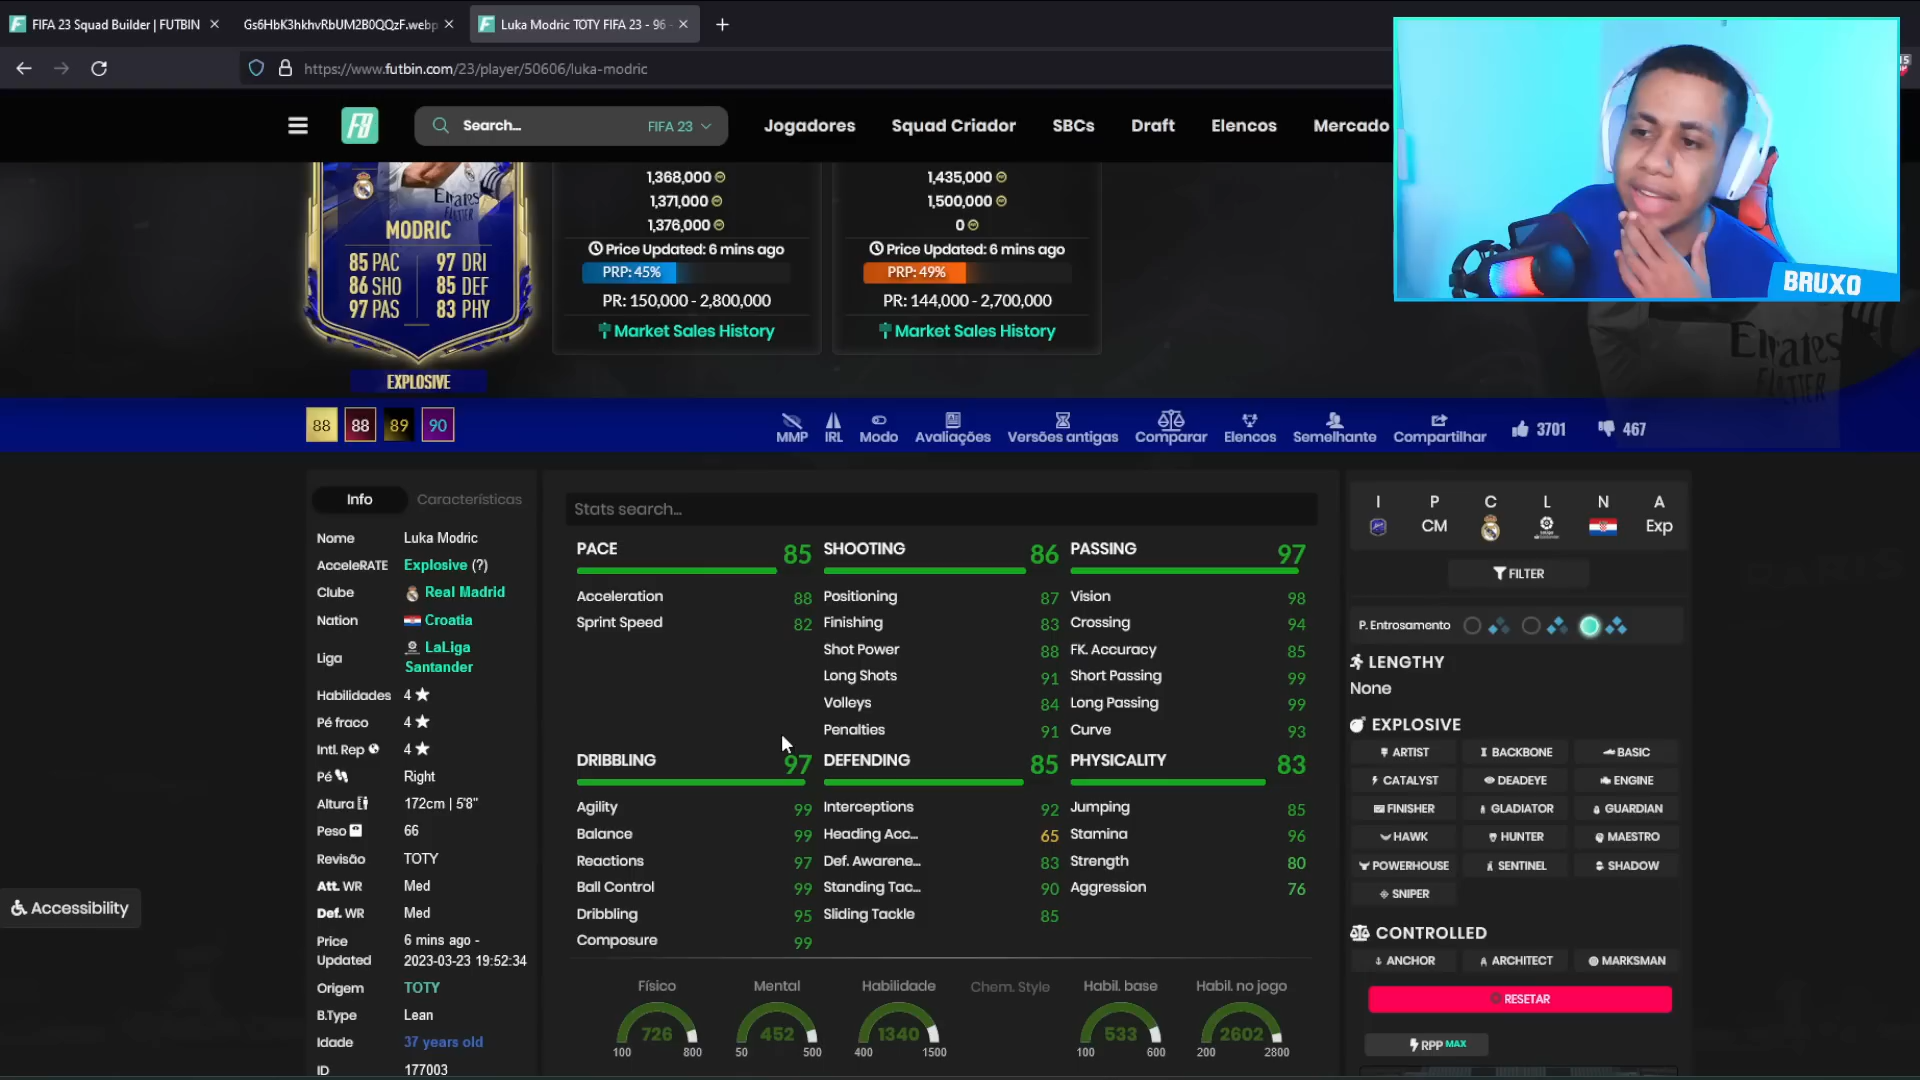 FIFA 23 Squad Builder | FUTBIN
Gs6HbK3hkhvRbUM2B0QQzF.webp
Luka Modric TOTY FIFA 23 - 96
https://www.futbin.com/23/player/50606/luka-modric
Search...
FIFA 23
Jogadores
Squad Criador
SBCs
Draft
Elencos
Mercado
BRUXO
Emirates
MODRIC
85 PAC
97 DRI
86 SHO
85 DEF
97 PAS
83 PHY
EXPLOSIVE
1,368,000
1,371,000
1,376,000
Price Updated: 6 mins ago
PRP: 45%
PR: 150,000 - 2,800,000
Market Sales History
1,435,000
1,500,000
0
Price Updated: 6 mins ago
PRP: 49%
PR: 144,000 - 2,700,000
Market Sales History
88
88
89
90
MMP
IRL
Modo
Avaliações
Versões antigas
Comparar
Elencos
Semelhante
Compartilhar
3701
467
Info
Características
Nome Luka Modric
AcceleRATE Explosive (?)
Clube Real Madrid
Nation Croatia
Liga LaLiga Santander
Habilidades 4
Pé fraco 4
Intl. Rep 4
Pé Right
Altura 172cm | 5'8"
Peso 66
Revisão TOTY
Att. WR Med
Def. WR Med
Price Updated 6 mins ago - 2023-03-23 19:52:34
Origem TOTY
B.Type Lean
Idade 37 years old
ID 177003
Accessibility
Stats search...
PACE 85
Acceleration 88
Sprint Speed 82
SHOOTING 86
Positioning 87
Finishing 83
Shot Power 88
Long Shots 91
Volleys 84
Penalties 91
PASSING 97
Vision 98
Crossing 94
FK. Accuracy 85
Short Passing 99
Long Passing 99
Curve 93
DRIBBLING 97
Agility 99
Balance 99
Reactions 97
Ball Control 99
Dribbling 95
Composure 99
DEFENDING 85
Interceptions 92
Heading Acc... 65
Def. Awarene... 83
Standing Tac... 90
Sliding Tackle 85
PHYSICALITY 83
Jumping 85
Stamina 96
Strength 80
Aggression 76
Físico
726
100 800
Mental
452
50 500
Habilidade
1340
400 1500
Chem. Style
Habil. base
533
100 600
Habil. no jogo
2602
200 2800
I P C L N A
CM
Exp
FILTER
P. Entrosamento
LENGTHY
None
EXPLOSIVE
ARTIST
BACKBONE
BASIC
CATALYST
DEADEYE
ENGINE
FINISHER
GLADIATOR
GUARDIAN
HAWK
HUNTER
MAESTRO
POWERHOUSE
SENTINEL
SHADOW
SNIPER
CONTROLLED
ANCHOR
ARCHITECT
MARKSMAN
RESETAR
RPP MAX